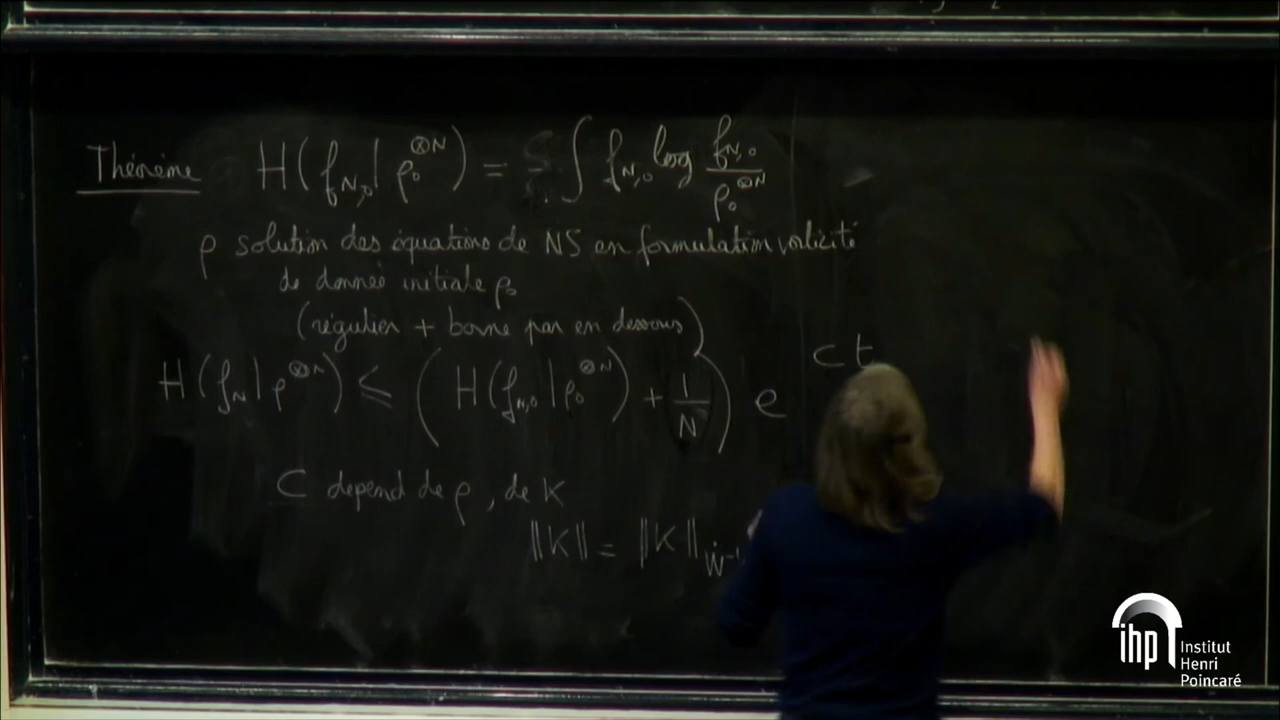 Théorème H(f_{N,0} | ρ_0^{⊗N}) = ∫ f_{N,0} log f_{N,0} / ρ_0^{⊗N}
ρ solution des équations de NS en formulation vorticité
de donnée initiale ρ_0
(régulier + borne par en dessous)
H(f_N | ρ^{⊗N}) ≤ (H(f_{N,0} | ρ_0^{⊗N}) + 1/N) e^{Ct}
C dépend de ρ, de K
‖K‖ = ‖K‖_{Ẇ^{-1
ihp Institut
Henri
Poincaré